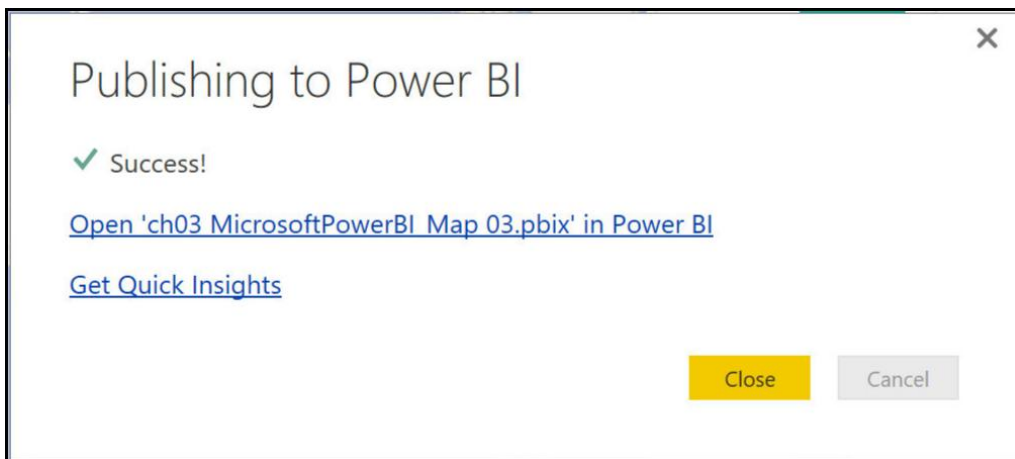 Publishing to Power BI
Success!
Open 'ch03 MicrosoftPowerBI Map 03.pbix' in Power BI
Get Quick Insights
Close Cancel